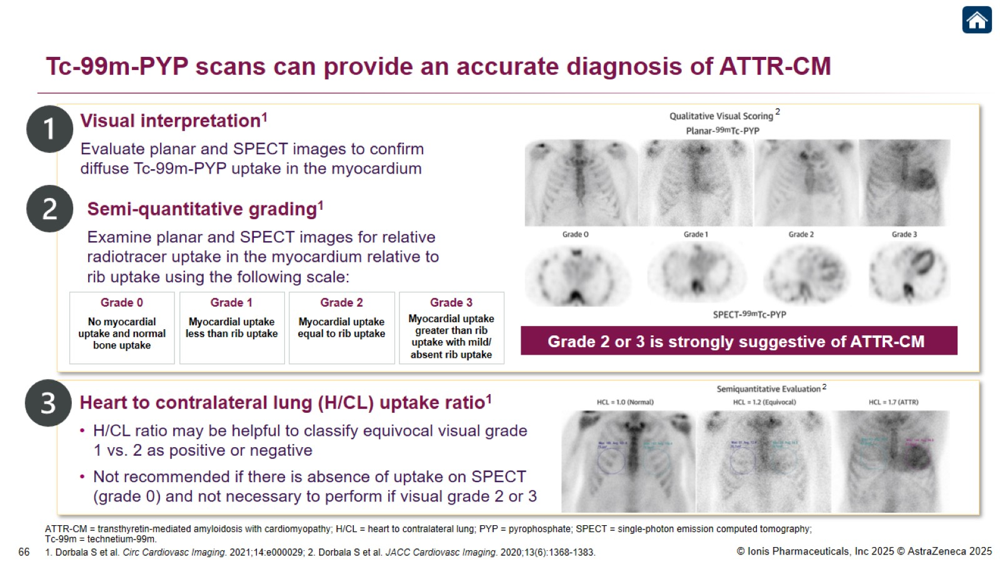 Tc-99m-PYP scans can provide an accurate diagnosis of ATTR-CM
1
Visual interpretation1
Evaluate planar and SPECT images to confirm
diffuse Tc-99m-PYP uptake in the myocardium
2
Semi-quantitative grading1
Examine planar and SPECT images for relative
radiotracer uptake in the myocardium relative to
rib uptake using the following scale:
Grade 0
No myocardial
uptake and normal
bone uptake
Grade 1
Myocardial uptake
less than rib uptake
Grade 2
Myocardial uptake
equal to rib uptake
Grade 3
Myocardial uptake
greater than rib
uptake with mild/
absent rib uptake
Qualitative Visual Scoring 2
Planar-99mTc-PYP
Grade 0
Grade 1
Grade 2
Grade 3
SPECT-99mTc-PYP
Grade 2 or 3 is strongly suggestive of ATTR-CM
3
Heart to contralateral lung (H/CL) uptake ratio1
• H/CL ratio may be helpful to classify equivocal visual grade
1 vs. 2 as positive or negative
• Not recommended if there is absence of uptake on SPECT
(grade 0) and not necessary to perform if visual grade 2 or 3
Semiquantitative Evaluation 2
HCL = 1.0 (Normal)
HCL = 1.2 (Equivocal)
HCL = 1.7 (ATTR)
ATTR-CM = transthyretin-mediated amyloidosis with cardiomyopathy; H/CL = heart to contralateral lung; PYP = pyrophosphate; SPECT = single-photon emission computed tomography;
Tc-99m = technetium-99m.
66
1. Dorbala S et al. Circ Cardiovasc Imaging. 2021;14:e000029; 2. Dorbala S et al. JACC Cardiovasc Imaging. 2020;13(6):1368-1383.
© Ionis Pharmaceuticals, Inc 2025 © AstraZeneca 2025